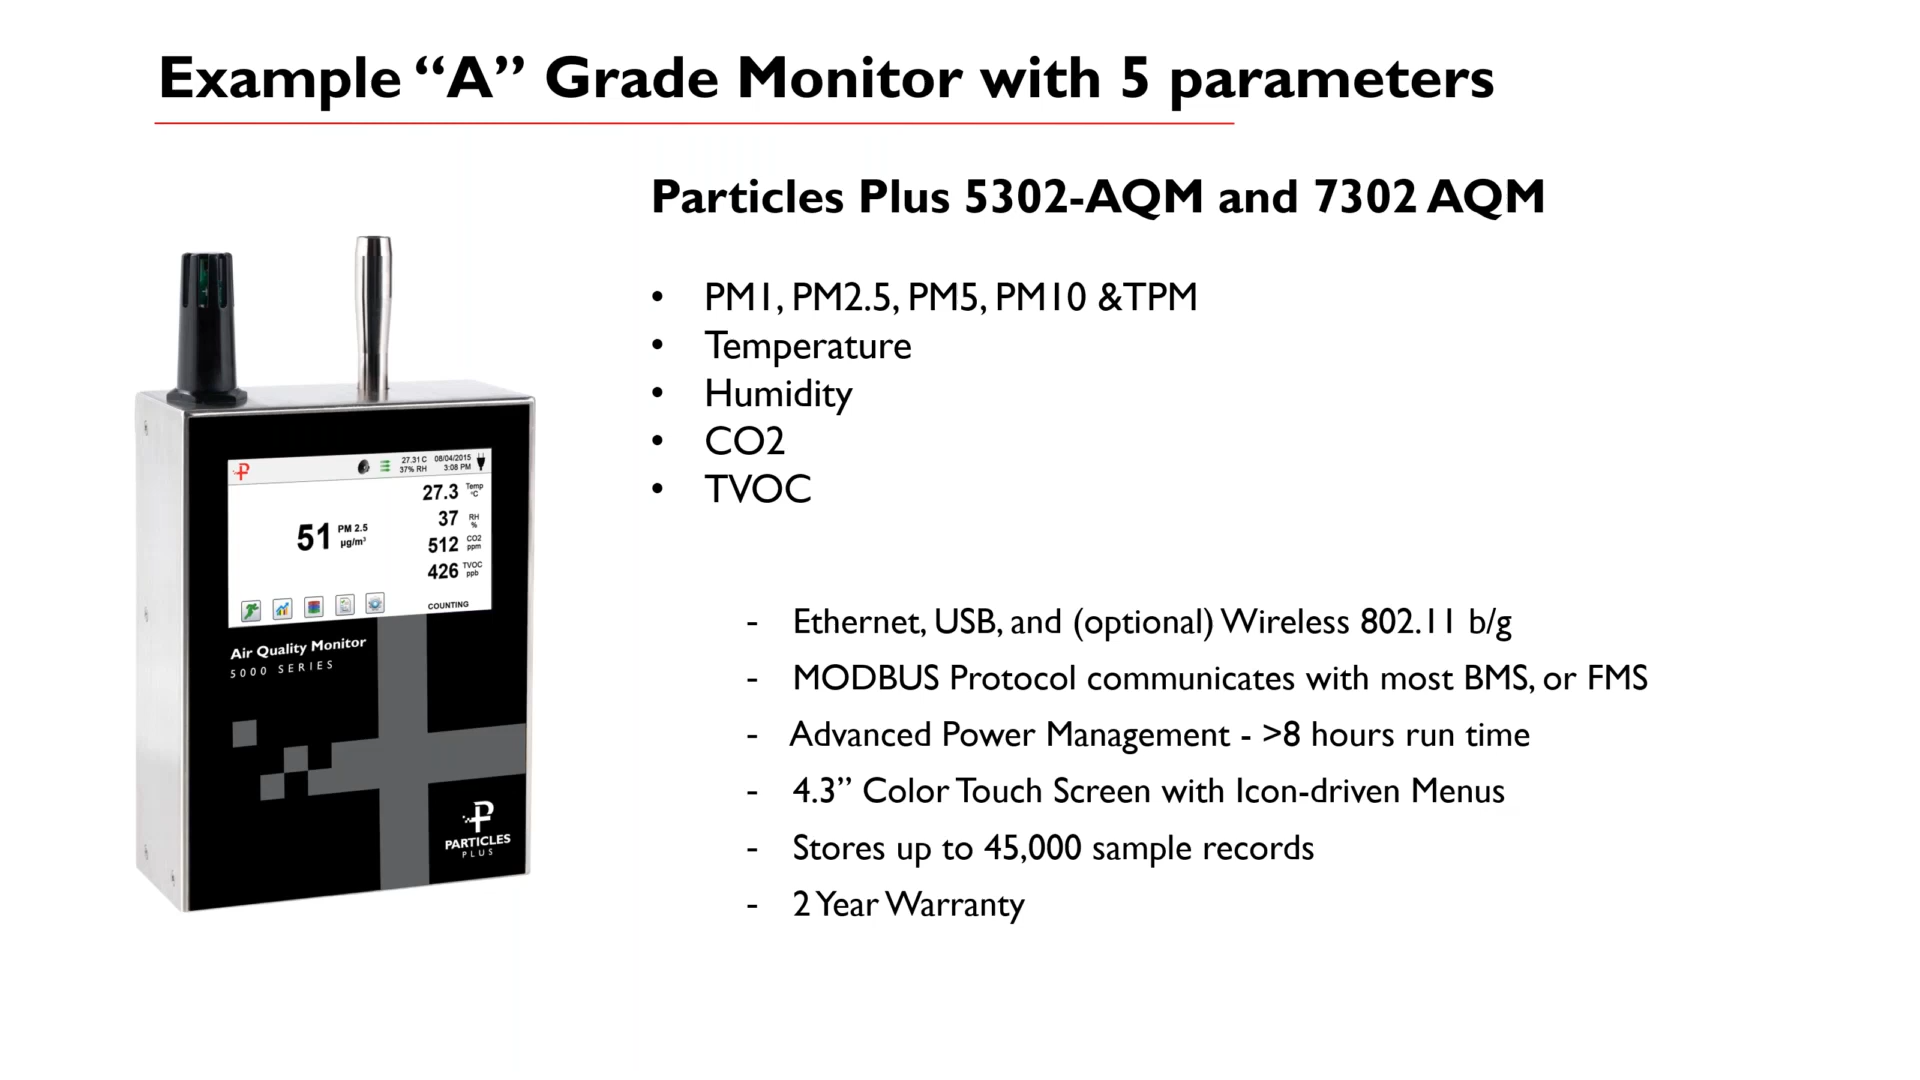 Example “A” Grade Monitor with 5 parameters
Particles Plus 5302-AQM and 7302 AQM
• PM1, PM2.5, PM5, PM10 &TPM
• Temperature
• Humidity
• CO2
• TVOC
- Ethernet, USB, and (optional) Wireless 802.11 b/g
- MODBUS Protocol communicates with most BMS, or FMS
- Advanced Power Management - >8 hours run time
- 4.3” Color Touch Screen with Icon-driven Menus
- Stores up to 45,000 sample records
- 2 Year Warranty
27.31 C 08/04/2015
37% RH 3:08 PM
27.3 Temp °C
37 RH %
51 PM 2.5 µg/m³
512 CO2 ppm
426 TVOC ppb
COUNTING
Air Quality Monitor
5000 SERIES
PARTICLES
PLUS